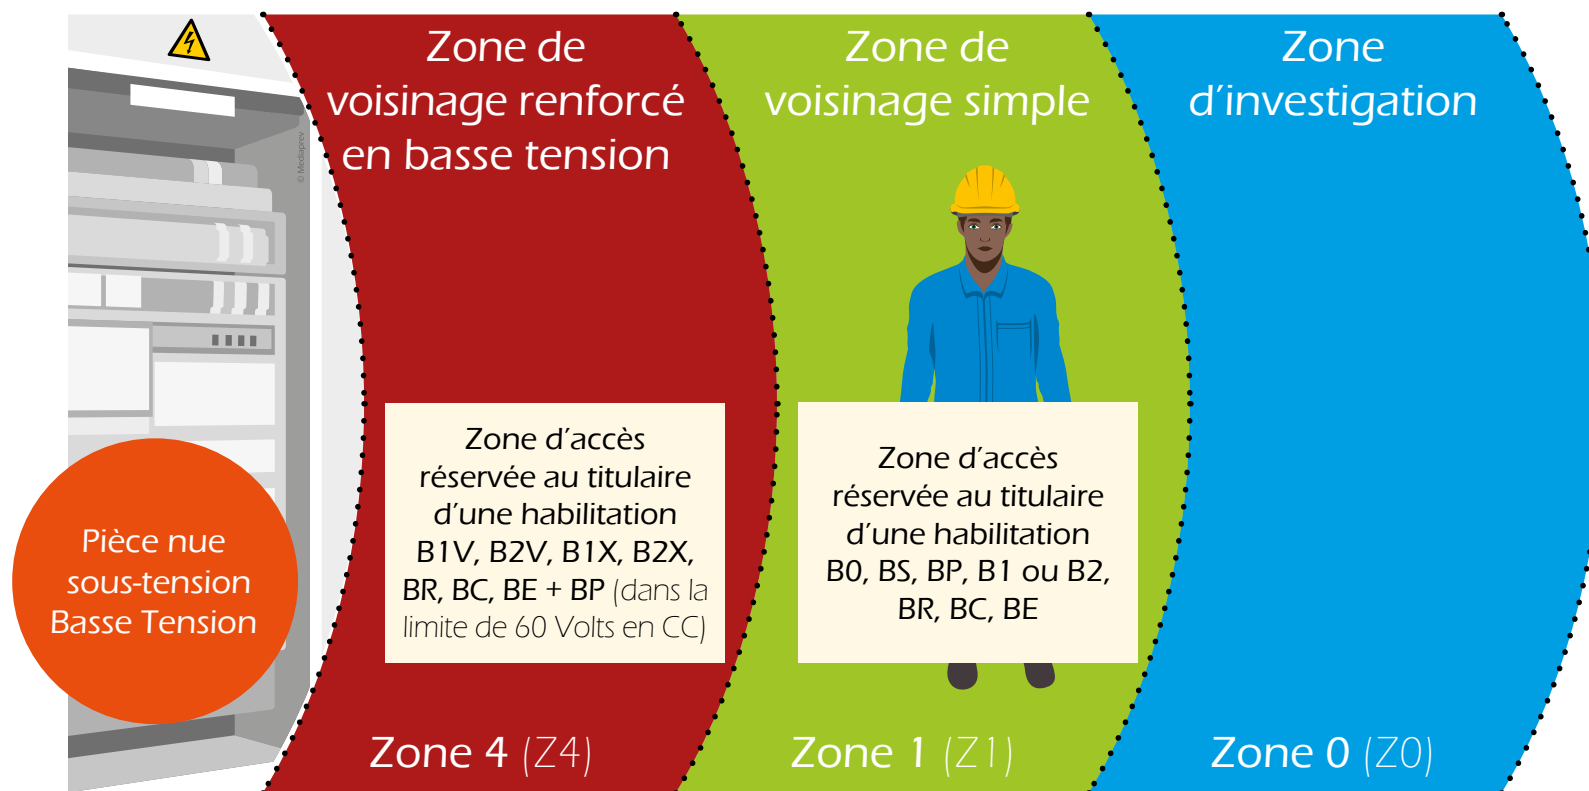 Zone de
voisinage renforcé
en basse tension
Zone de
voisinage simple
Zone
d'investigation
© Mediaprev
Pièce nue
sous-tension
Basse Tension
Zone d'accès
réservée au titulaire
d'une habilitation
B1V, B2V, B1X, B2X,
BR, BC, BE + BP (dans la
limite de 60 Volts en CC)
Zone d'accès
réservée au titulaire
d'une habilitation
B0, BS, BP, B1 ou B2,
BR, BC, BE
Zone 4 (Z4)
Zone 1 (Z1)
Zone 0 (Z0)